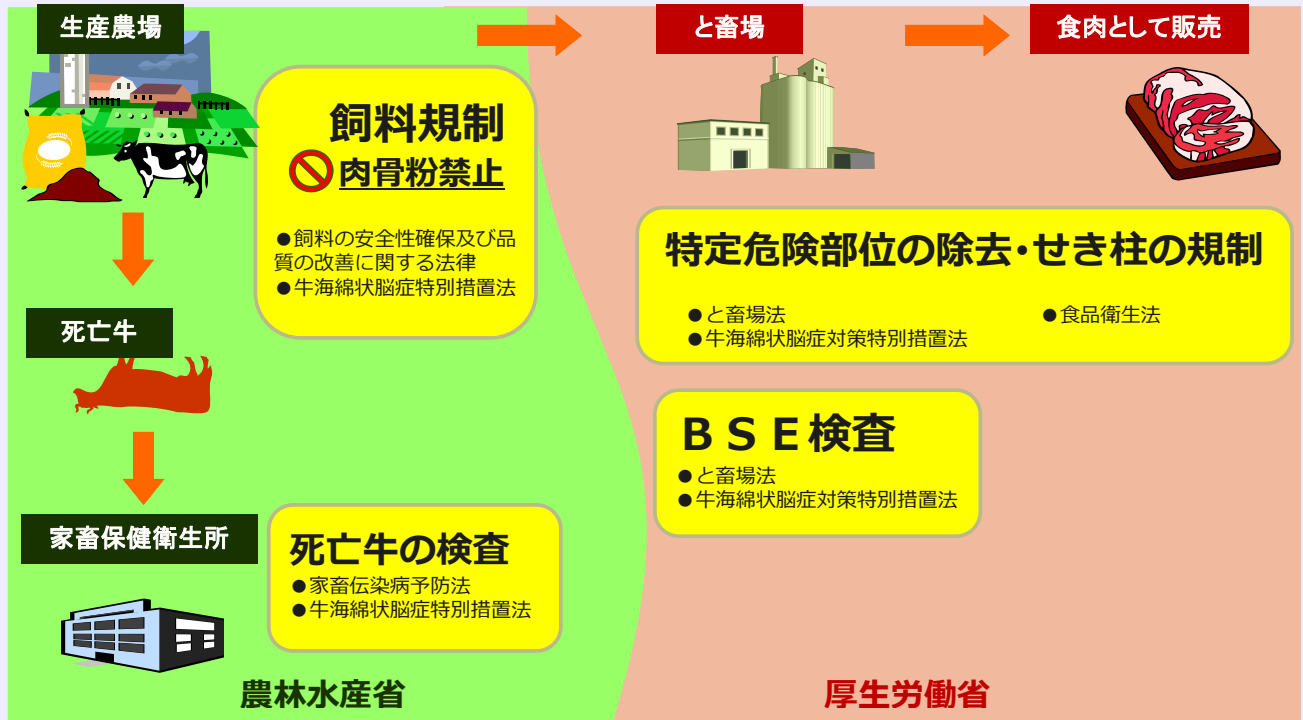 生産農場
と畜場
食肉として販売
飼料規制
肉骨粉禁止
●飼料の安全性確保及び品
質の改善に関する法律
●牛海綿状脳症特別措置法
特定危険部位の除去・せき柱の規制
●と畜場法
●牛海綿状脳症対策特別措置法
●食品衛生法
死亡牛
ＢＳＥ検査
●と畜場法
●牛海綿状脳症対策特別措置法
家畜保健衛生所
死亡牛の検査
●家畜伝染病予防法
●牛海綿状脳症特別措置法
農林水産省
厚生労働省